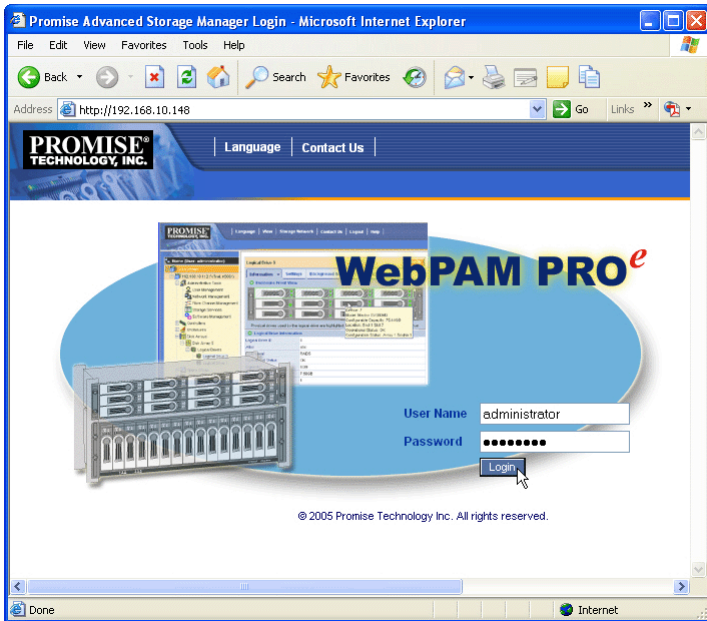 Promise Advanced Storage Manager Login - Microsoft Internet Explorer
File Edit View Favorites Tools Help
Back Search Favorites
Address http://192.168.10.148 Go Links »
PROMISE®
TECHNOLOGY, INC.
Language Contact Us
PROMISE
WebPAM PROe
User Name administrator
Password ●●●●●●●●
Login
© 2005 Promise Technology Inc. All rights reserved.
Done Internet